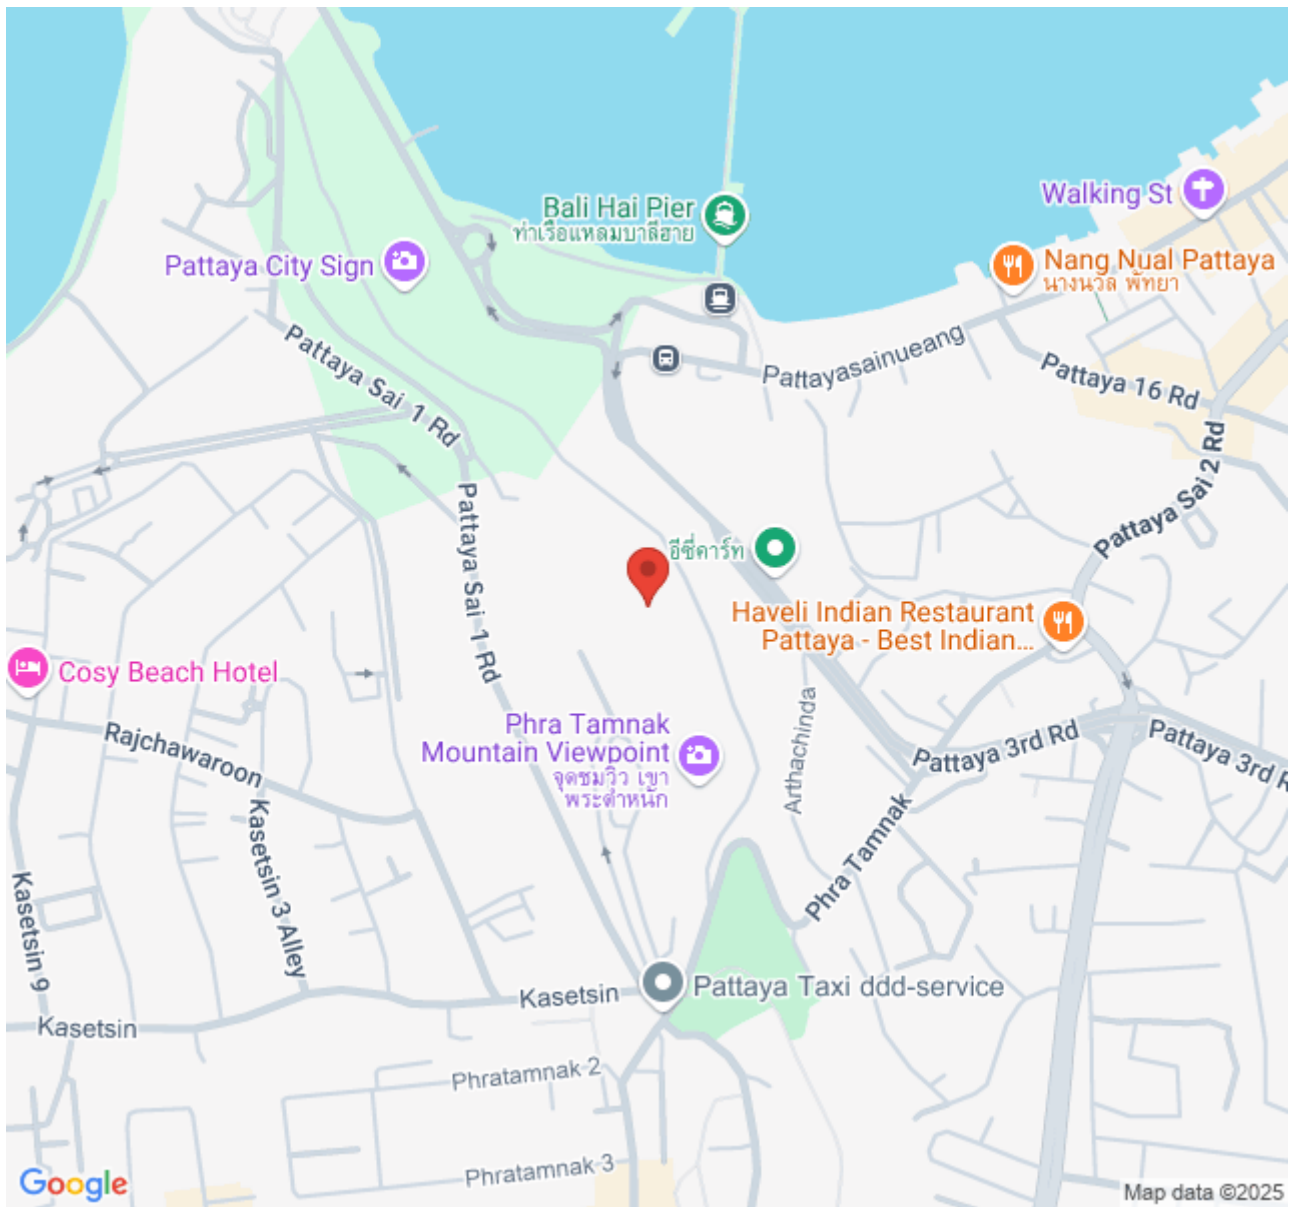 Bali Hai Pier
ท่าเรือแหลมบาลีฮาย
Walking St
Pattaya City Sign
Nang Nual Pattaya
นางนวล พัทยา
Pattaya Sai 1 Rd
Pattayasainueang
Pattaya 16 Rd
Pattaya Sai 2 Rd
Pattaya Sai 1 Rd
อีซี่คาร์ท
Haveli Indian Restaurant
Pattaya - Best Indian...
Cosy Beach Hotel
Rajchawaroon
Phra Tamnak
Mountain Viewpoint
จุดชมวิว เขา
พระตำหนัก
Arthachinda
Pattaya 3rd Rd
Pattaya 3rd R
Kasetsin 3 Alley
Phra Tamnak
Kasetsin 9
Kasetsin
Pattaya Taxi ddd-service
Kasetsin
Phratamnak 2
Phratamnak 3
Google
Map data ©2025